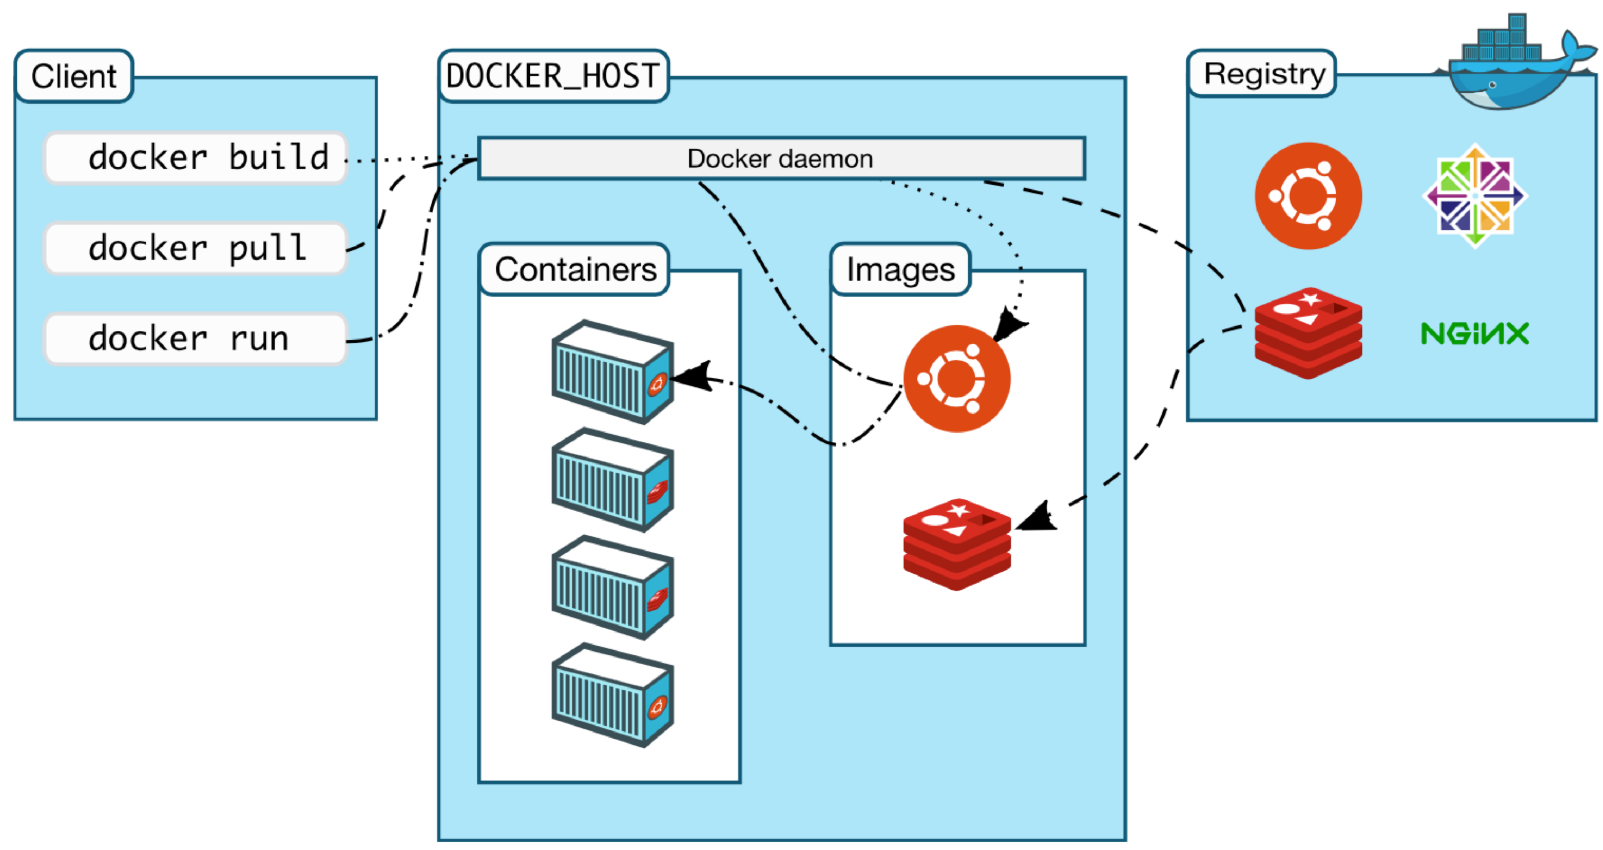 Client
docker build
docker pull
docker run
DOCKER_HOST
Docker daemon
Containers
Images
Registry
NGINX